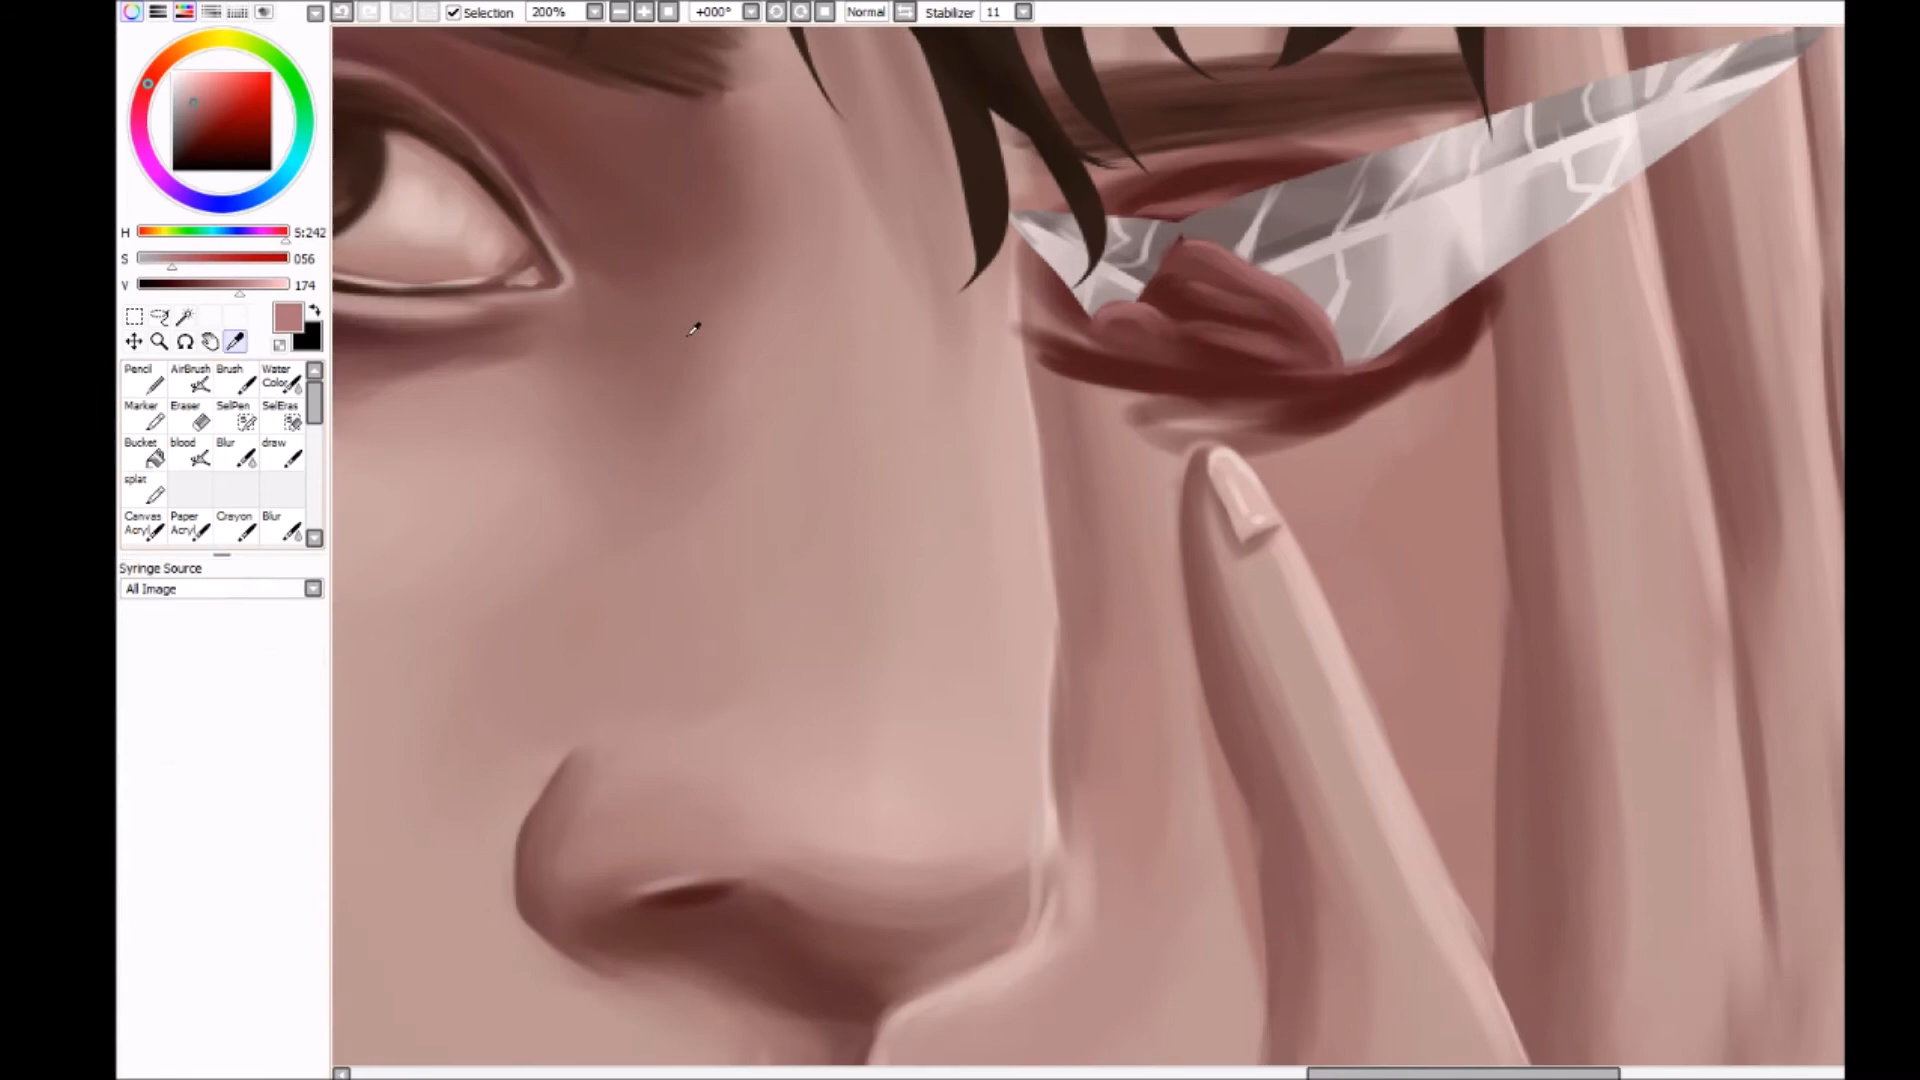 Selection 200% +000° Normal Stabilizer 11
H 5:242
S 056
V 174
Pencil AirBrush Brush Water Color
Marker Eraser SelPen SelEras
Bucket blood Blur draw
splat
Canvas Acryl Paper Acryl Crayon Blur
Syringe Source
All Image